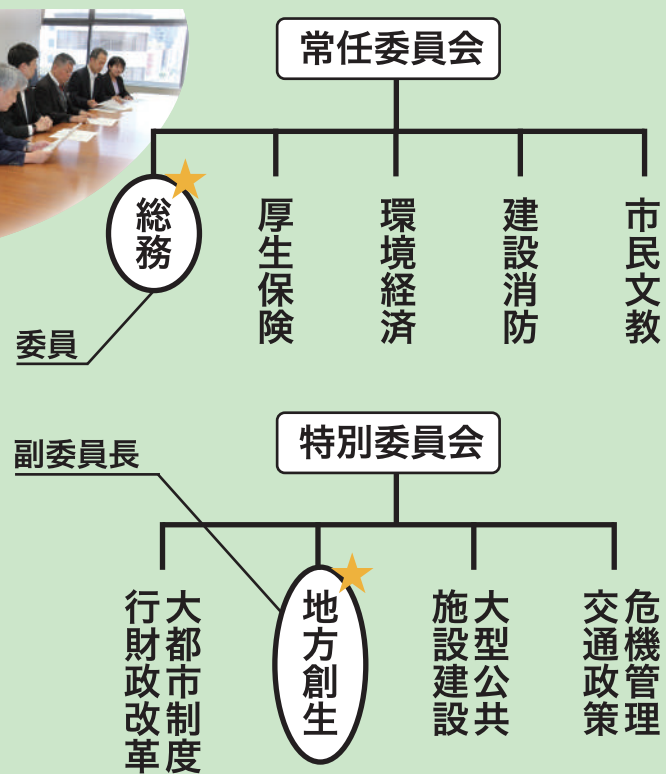 常任委員会
総務
厚生保険
環境経済
建設消防
市民文教
委員
副委員長
特別委員会
大都市制度
行財政改革
地方創生
大型公共
施設建設
危機管理
交通政策